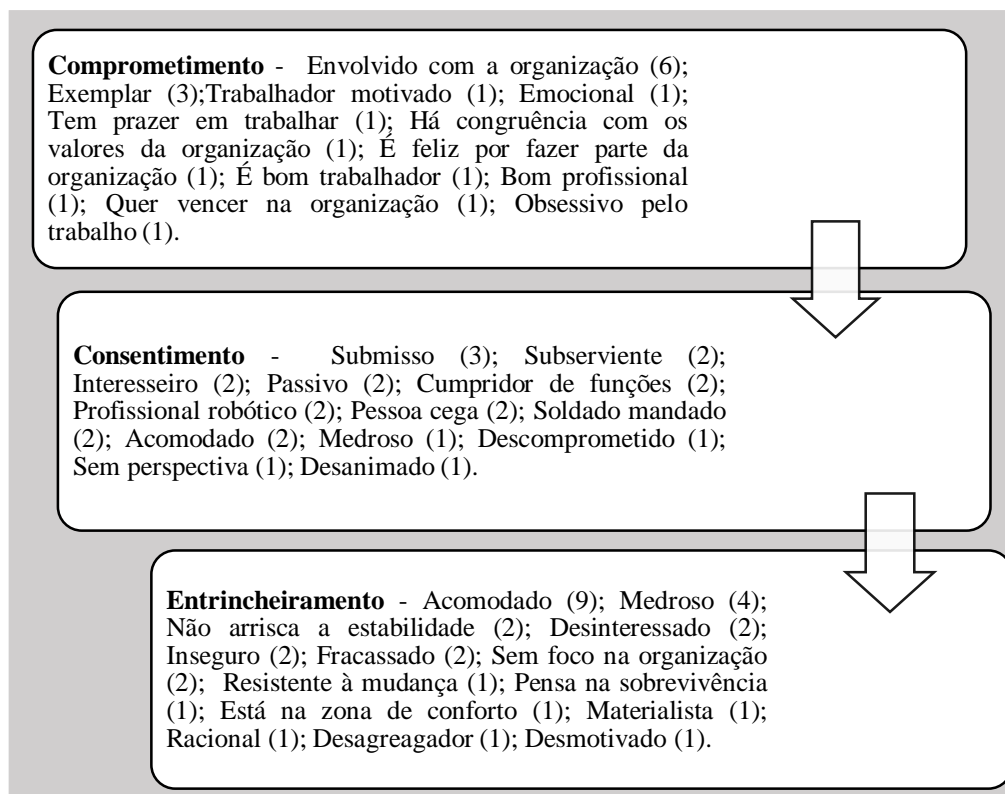 Comprometimento - Envolvido com a organização (6);
Exemplar (3);Trabalhador motivado (1); Emocional (1);
Tem prazer em trabalhar (1); Há congruência com os
valores da organização (1); É feliz por fazer parte da
organização (1); É bom trabalhador (1); Bom profissional
(1); Quer vencer na organização (1); Obsessivo pelo
trabalho (1).
Consentimento - Submisso (3); Subserviente (2);
Interesseiro (2); Passivo (2); Cumpridor de funções (2);
Profissional robótico (2); Pessoa cega (2); Soldado mandado
(2); Acomodado (2); Medroso (1); Descomprometido (1);
Sem perspectiva (1); Desanimado (1).
Entrincheiramento - Acomodado (9); Medroso (4);
Não arrisca a estabilidade (2); Desinteressado (2);
Inseguro (2); Fracassado (2); Sem foco na organização
(2); Resistente à mudança (1); Pensa na sobrevivência
(1); Está na zona de conforto (1); Materialista (1);
Racional (1); Desagreagador (1); Desmotivado (1).